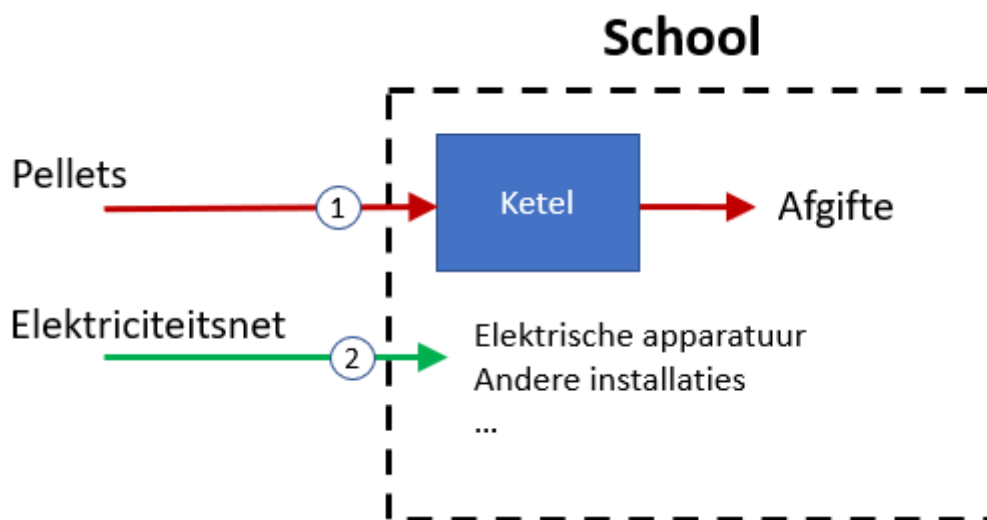 School
Pellets
1
Ketel
Afgifte
Elektriciteitsnet
2
Elektrische apparatuur
Andere installaties
...